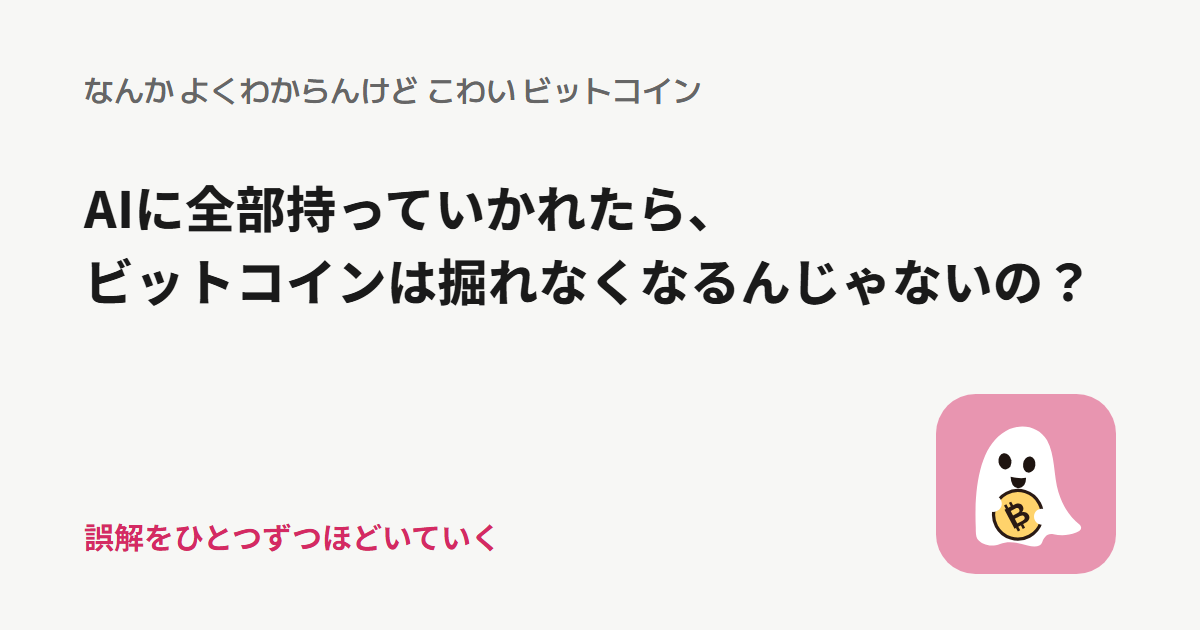 なんか よくわからんけど こわい ビットコイン
AIに全部持っていかれたら、
ビットコインは掘れなくなるんじゃないの？
誤解をひとつずつほどいていく